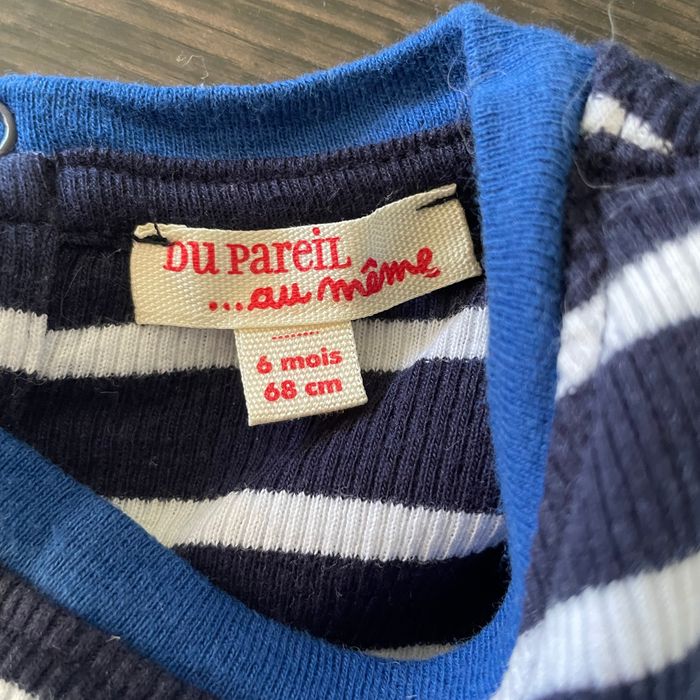 DU PAREIL
...au même
6 mois
68 cm